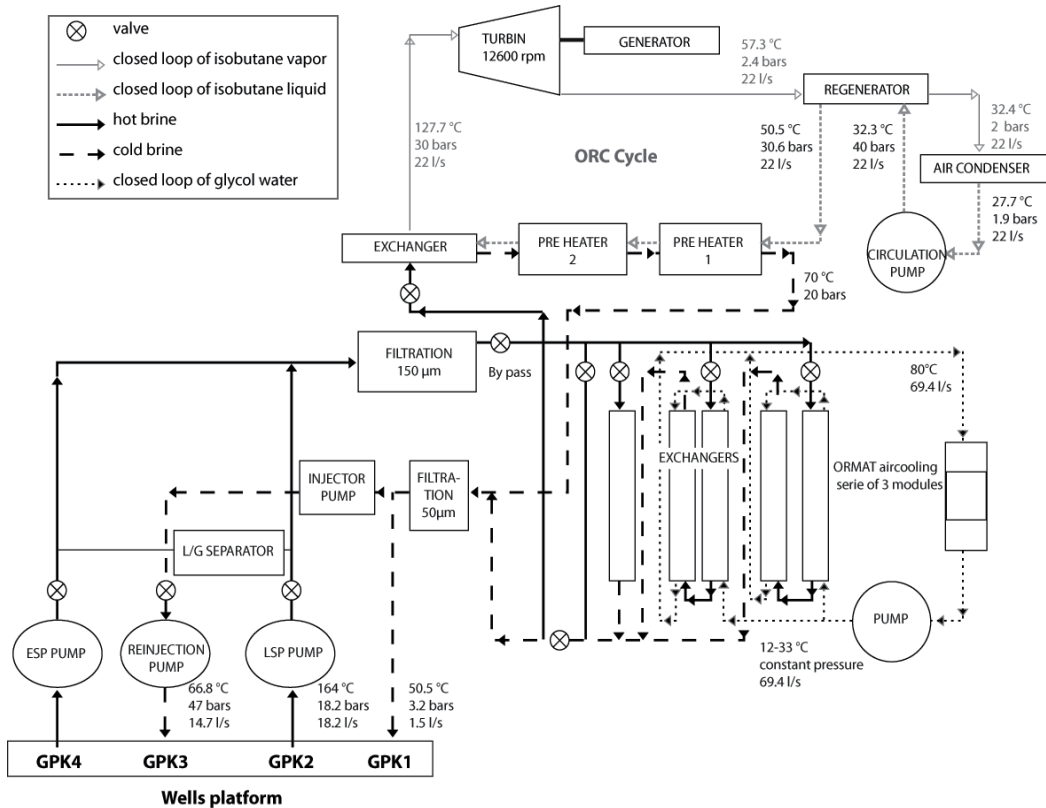 valve
closed loop of isobutane vapor
closed loop of isobutane liquid
hot brine
cold brine
closed loop of glycol water
TURBIN
12600 rpm
GENERATOR
57.3 °C
2.4 bars
22 l/s
REGENERATOR
127.7 °C
30 bars
22 l/s
ORC Cycle
50.5 °C
30.6 bars
22 l/s
32.3 °C
40 bars
22 l/s
32.4 °C
2 bars
22 l/s
AIR CONDENSER
27.7 °C
1.9 bars
22 l/s
CIRCULATION
PUMP
EXCHANGER
PRE HEATER
2
PRE HEATER
1
70 °C
20 bars
FILTRATION
150 µm
By pass
80°C
69.4 l/s
EXCHANGERS
ORMAT aircooling
serie of 3 modules
INJECTOR
PUMP
FILTRA-
TION
50µm
L/G SEPARATOR
ESP PUMP
REINJECTION
PUMP
LSP PUMP
PUMP
12-33 °C
constant pressure
69.4 l/s
66.8 °C
47 bars
14.7 l/s
164 °C
18.2 bars
18.2 l/s
50.5 °C
3.2 bars
1.5 l/s
GPK4
GPK3
GPK2
GPK1
Wells platform